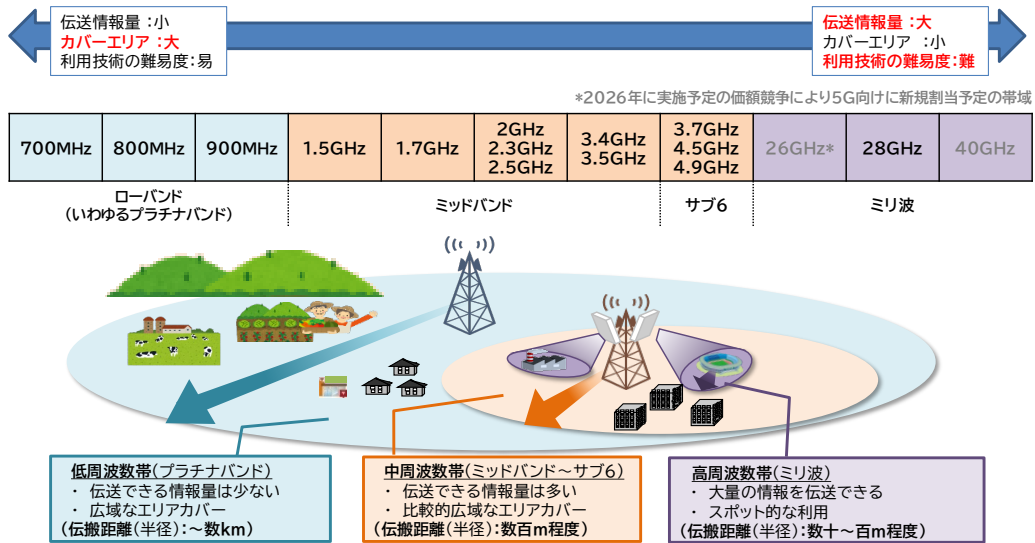 伝送情報量：小
カバーエリア：大
利用技術の難易度：易
伝送情報量：大
カバーエリア：小
利用技術の難易度：難
*2026年に実施予定の価額競争により5G向けに新規割当予定の帯域
700MHz
800MHz
900MHz
1.5GHz
1.7GHz
2GHz
2.3GHz
2.5GHz
3.4GHz
3.5GHz
3.7GHz
4.5GHz
4.9GHz
26GHz*
28GHz
40GHz
ローバンド
（いわゆるプラチナバンド）
ミッドバンド
サブ6
ミリ波
低周波数帯(プラチナバンド)
・ 伝送できる情報量は少ない
・ 広域なエリアカバー
(伝搬距離(半径)：～数km)
中周波数帯(ミッドバンド～サブ6)
・ 伝送できる情報量は多い
・ 比較的広域なエリアカバー
(伝搬距離(半径)：数百m程度)
高周波数帯(ミリ波)
・ 大量の情報を伝送できる
・ スポット的な利用
(伝搬距離(半径)：数十～百m程度)